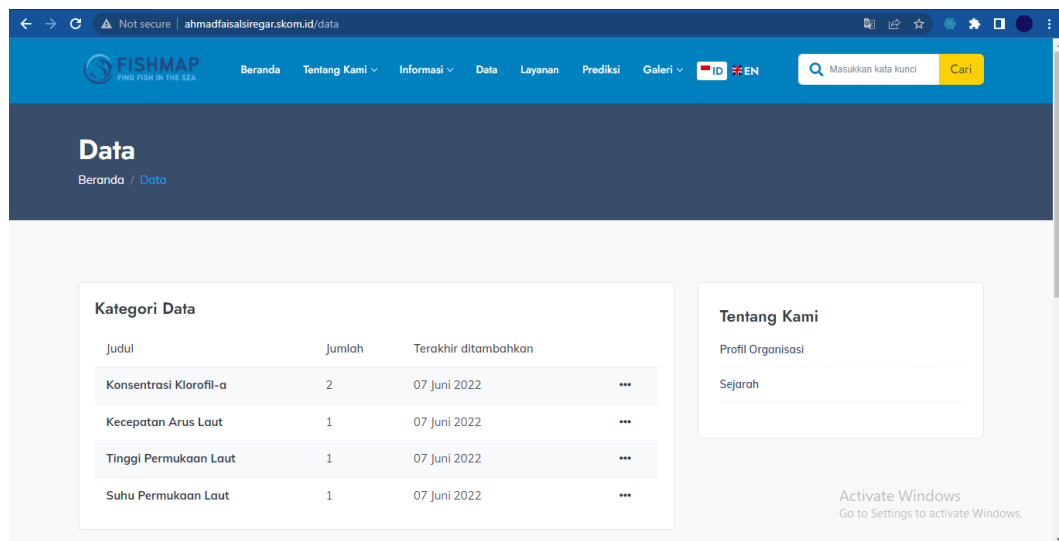 Not secure | ahmadfaisalsiregar.skom.id/data
FISHMAP
FIND FISH IN THE SEA
Beranda Tentang Kami Informasi Data Layanan Prediksi Galeri ID EN Masukkan kata kunci Cari
Data
Beranda / Data
Kategori Data
Judul Jumlah Terakhir ditambahkan
Konsentrasi Klorofil-a 2 07 Juni 2022 •••
Kecepatan Arus Laut 1 07 Juni 2022 •••
Tinggi Permukaan Laut 1 07 Juni 2022 •••
Suhu Permukaan Laut 1 07 Juni 2022 •••
Tentang Kami
Profil Organisasi
Sejarah
Activate Windows
Go to Settings to activate Windows.